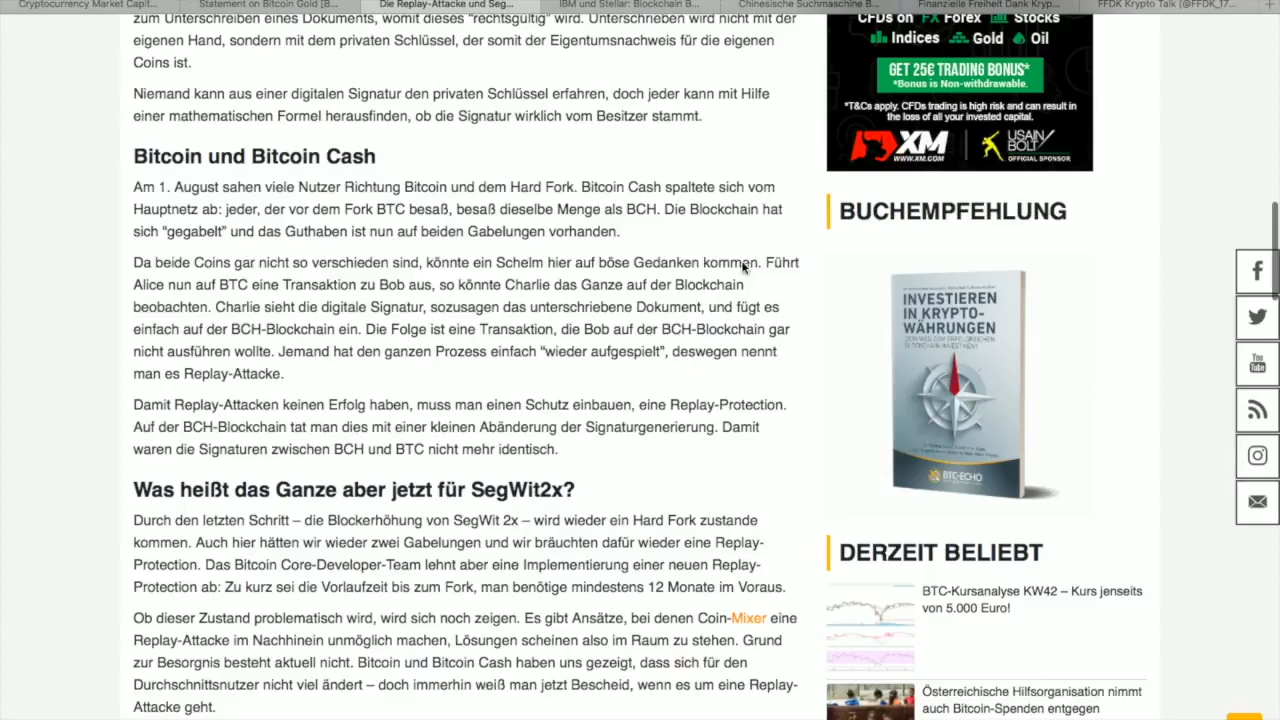 Cryptocurrency Market Capit...
Statement on Bitcoin Gold [B...
Die Replay-Attacke und Seg...
IBM und Stellar: Blockchain B...
Chinesische Suchmaschine B...
Finanzielle Freiheit Dank Kryp...
FFDK Krypto Talk (@FFDK_17...
zum Unterschreiben eines Dokuments, womit dieses “rechtsgültig” wird. Unterschrieben wird nicht mit der
eigenen Hand, sondern mit dem privaten Schlüssel, der somit der Eigentumsnachweis für die eigenen
Coins ist.
Niemand kann aus der digitalen Signatur den privaten Schlüssel erfahren, doch jeder kann mit Hilfe
einer mathematischen Formel herausfinden, ob die Signatur wirklich vom Besitzer stammt.
Bitcoin und Bitcoin Cash
Am 1. August sahen viele Nutzer Richtung Bitcoin und dem Hard Fork. Bitcoin Cash spaltete sich vom
Hauptnetz ab: jeder, der vor dem Fork BTC besaß, besaß dieselbe Menge als BCH. Die Blockchain hat
sich “gegabelt” und das Guthaben ist nun auf beiden Gabelungen vorhanden.
Da beide Coins gar nicht so verschieden sind, könnte ein Schelm hier auf böse Gedanken kommen. Führt
Alice nun auf BTC eine Transaktion zu Bob aus, so könnte Charlie das Ganze auf der Blockchain
beobachten. Charlie sieht die digitale Signatur, sozusagen das unterschriebene Dokument, und fügt es
einfach auf der BCH-Blockchain ein. Die Folge ist eine Transaktion, die Bob auf der BCH-Blockchain gar
nicht ausführen wollte. Jemand hat den ganzen Prozess einfach “wieder aufgespielt”, deswegen nennt
man es Replay-Attacke.
Damit Replay-Attacken keinen Erfolg haben, muss man einen Schutz einbauen, eine Replay-Protection.
Auf der BCH-Blockchain tat man dies mit einer kleinen Abänderung der Signaturgenerierung. Damit
waren die Signaturen zwischen BCH und BTC nicht mehr identisch.
Was heißt das Ganze aber jetzt für SegWit2x?
Durch den letzten Schritt – die Blockerhöhung von SegWit 2x – wird wieder ein Hard Fork zustande
kommen. Auch hier hätten wir wieder zwei Gabelungen und wir bräuchten dafür wieder eine Replay-
Protection. Das Bitcoin Core-Developer-Team lehnt aber eine Implementierung einer neuen Replay-
Protection ab: Zu kurz sei die Vorlaufzeit bis zum Fork, man benötige mindestens 12 Monate im Voraus.
Ob dieser Zustand problematisch wird, wird sich noch zeigen. Es gibt Ansätze, bei denen Coin-Mixer eine
Replay-Attacke im Nachhinein unmöglich machen. Lösungen scheinen also im Raum zu stehen. Grund
zur Besorgnis besteht aktuell nicht. Bitcoin und Bitcoin Cash haben uns gezeigt, dass sich für den
Durchschnittsnutzer nicht viel ändert – doch immerhin weiß man jetzt Bescheid, wenn es um eine Replay-
Attacke geht.
CFDs on Forex Stocks
Indices Gold Oil
GET 25€ TRADING BONUS*
*Bonus is Non-withdrawable.
*T&Cs apply. CFDs trading is high risk and can result in
the loss of all your invested capital.
XM
WWW.XM.COM
USAIN
BOLT
OFFICIAL SPONSOR
BUCHEMPFEHLUNG
INVESTIEREN
IN KRYPTO-
WÄHRUNGEN
DEIN WEG ZUM ERFOLGREICHEN
BLOCKCHAIN-INVESTMENT
BTC-ECHO
DERZEIT BELIEBT
BTC-Kursanalyse KW42 – Kurs jenseits
von 5.000 Euro!
Österreichische Hilfsorganisation nimmt
auch Bitcoin-Spenden entgegen
You
Tube